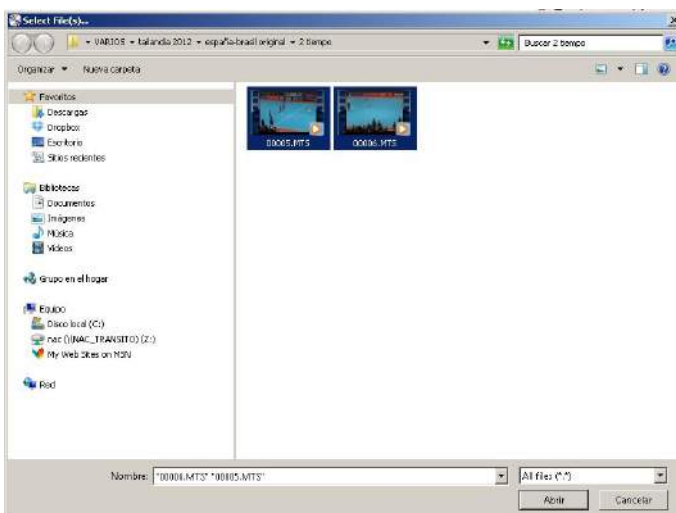 Select File(s)...
VARIOS tailandia 2012 españa-brasil original 2 tiempo
Buscar 2 tiempo
Organizar Nueva carpeta
Favoritos
Descargas
Dropbox
Escritorio
Sitios recientes
Bibliotecas
Documentos
Imágenes
Música
Vídeos
Grupo en el hogar
Equipo
Disco local (C:)
nac (\\NAC_TRANSITO) (Z:)
My Web Sites on MSN
Red
00005.MTS 00006.MTS
Nombre: "00006.MTS" "00005.MTS"
All files (*.*)
Abrir Cancelar